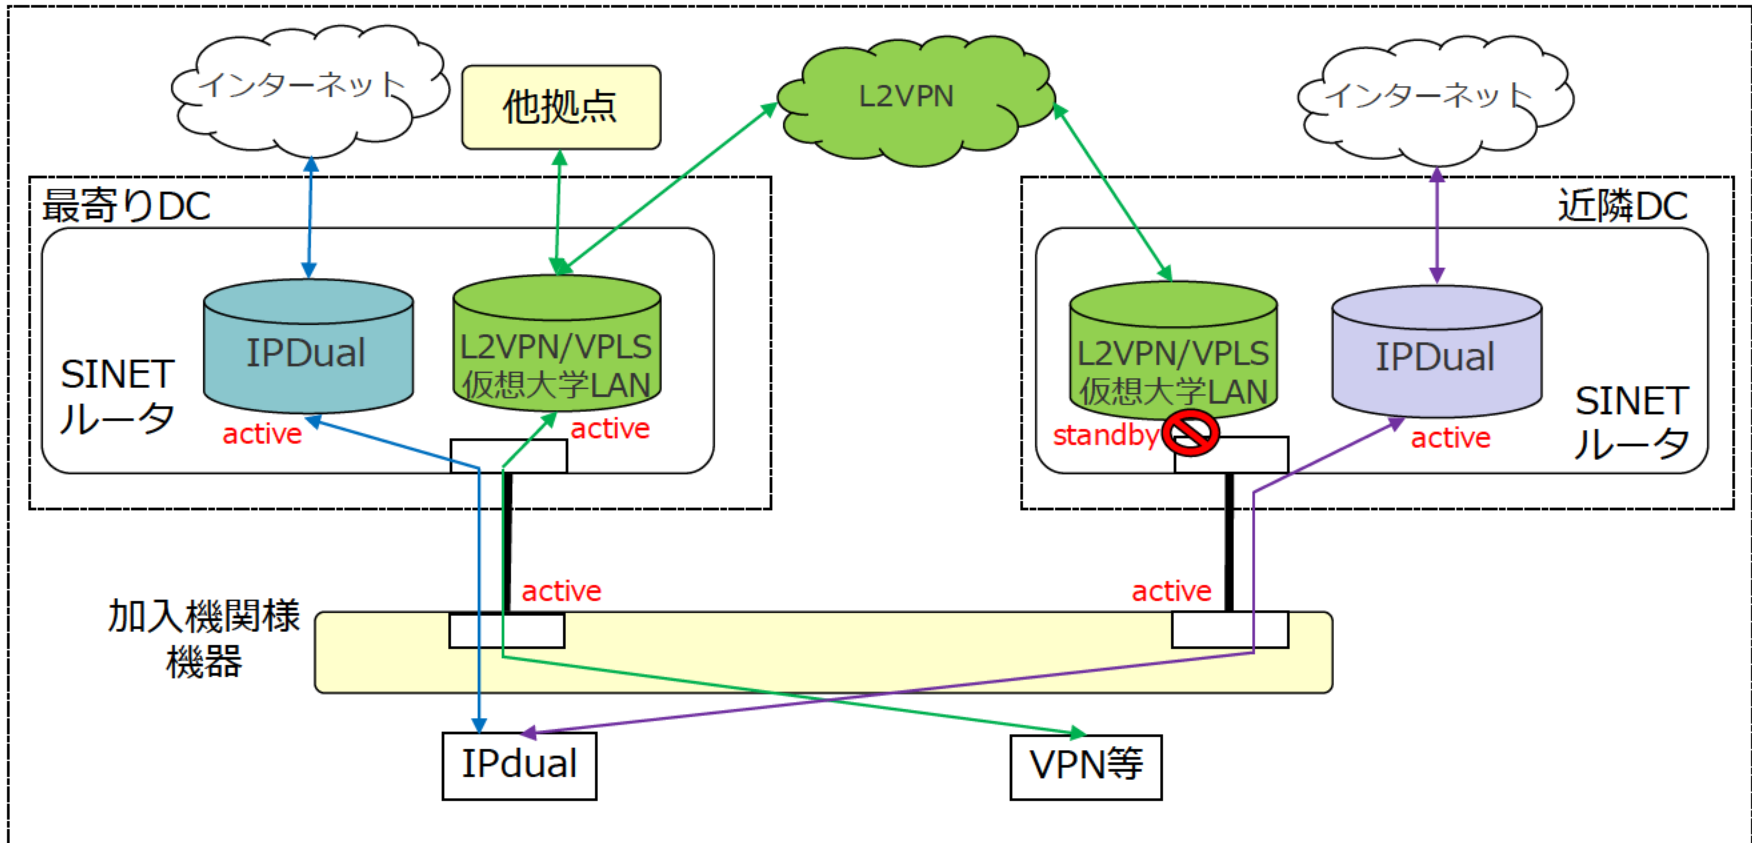 インターネット
他拠点
L2VPN
インターネット
最寄りDC
近隣DC
IPDual
L2VPN/VPLS
仮想大学LAN
L2VPN/VPLS
仮想大学LAN
IPDual
SINET
ルータ
SINET
ルータ
active
active
standby
active
active
active
加入機関様
機器
IPdual
VPN等